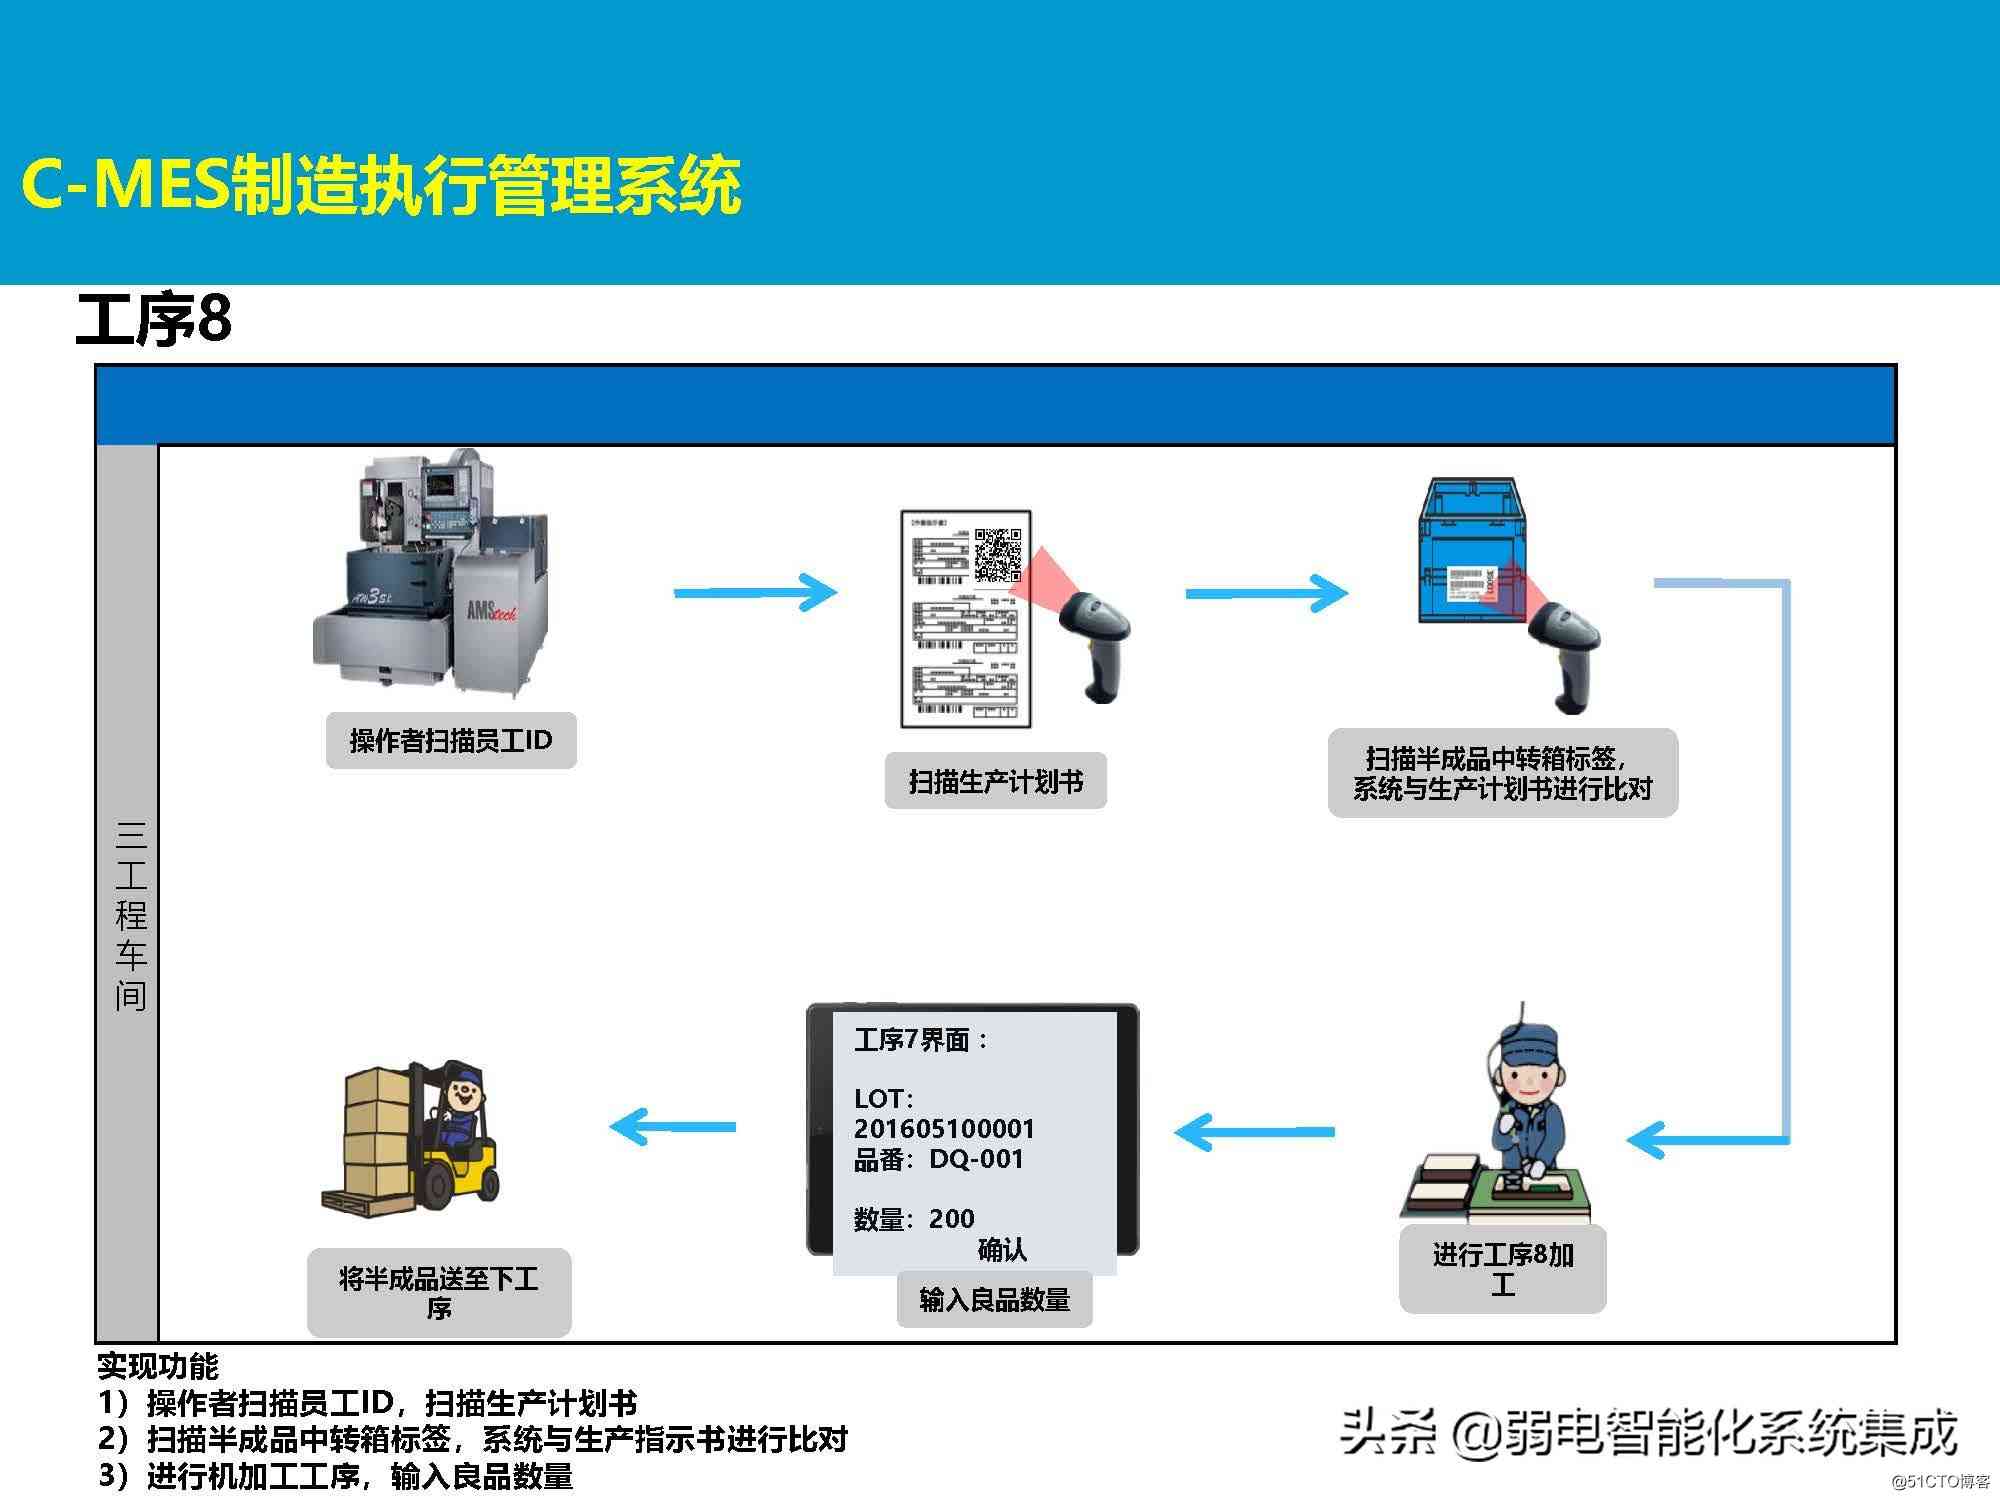 C-MES制造执行管理系统
工序8
三工程车间
AW3SL
AMStech
操作者扫描员工ID
扫描生产计划书
扫描半成品中转箱标签，
系统与生产计划书进行比对
工序7界面：
LOT：
201605100001
品番：DQ-001
数量：200
确认
将半成品送至下工
序
输入良品数量
进行工序8加
工
实现功能
1）操作者扫描员工ID，扫描生产计划书
2）扫描半成品中转箱标签，系统与生产指示书进行比对
3）进行机加工工序，输入良品数量
头条 @弱电智能化系统集成
@51CTO博客